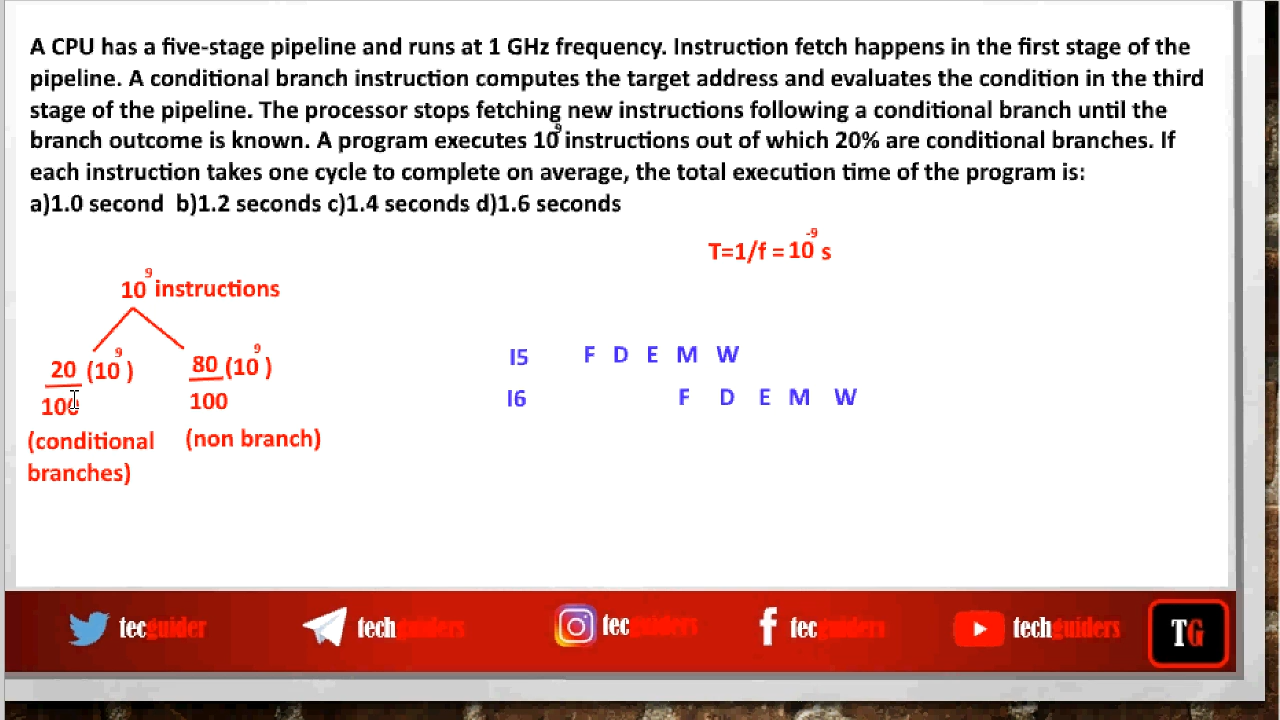 A CPU has a five-stage pipeline and runs at 1 GHz frequency. Instruction fetch happens in the first stage of the
pipeline. A conditional branch instruction computes the target address and evaluates the condition in the third
stage of the pipeline. The processor stops fetching new instructions following a conditional branch until the
branch outcome is known. A program executes 10⁹ instructions out of which 20% are conditional branches. If
each instruction takes one cycle to complete on average, the total execution time of the program is:
a)1.0 second b)1.2 seconds c)1.4 seconds d)1.6 seconds
T=1/f = 10⁻⁹ s
10⁹ instructions
20 (10⁹) 80 (10⁹)
100 100
(conditional (non branch)
branches)
I5 F D E M W
I6 F D E M W
tecguider techguiders tecguiders tecguiders techguiders TG